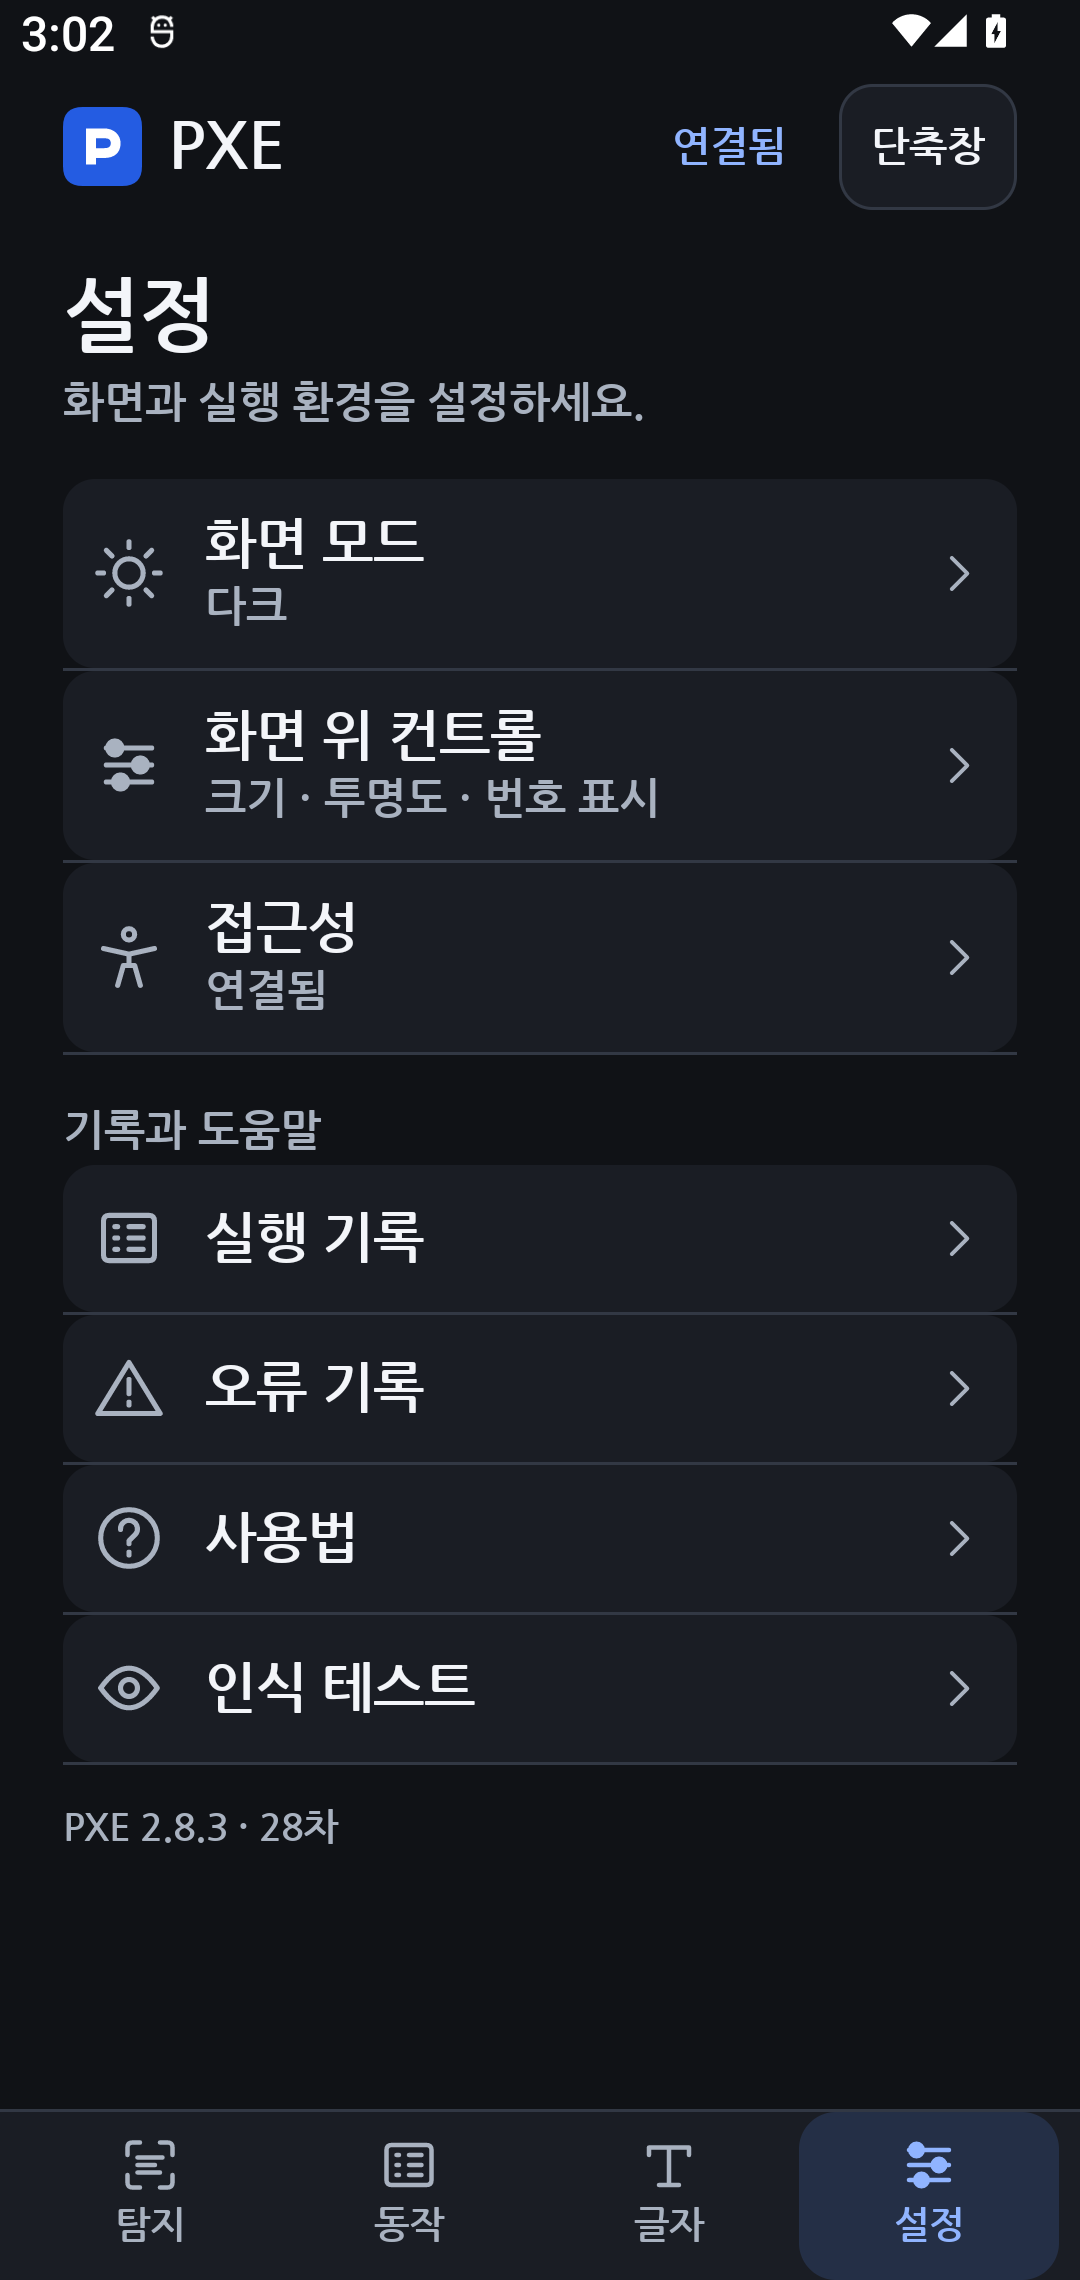 3:02
PXE
연결됨
단축창
설정
화면과 실행 환경을 설정하세요.
화면 모드
다크
화면 위 컨트롤
크기 · 투명도 · 번호 표시
접근성
연결됨
기록과 도움말
실행 기록
오류 기록
사용법
인식 테스트
PXE 2.8.3 · 28차
탐지
동작
글자
설정